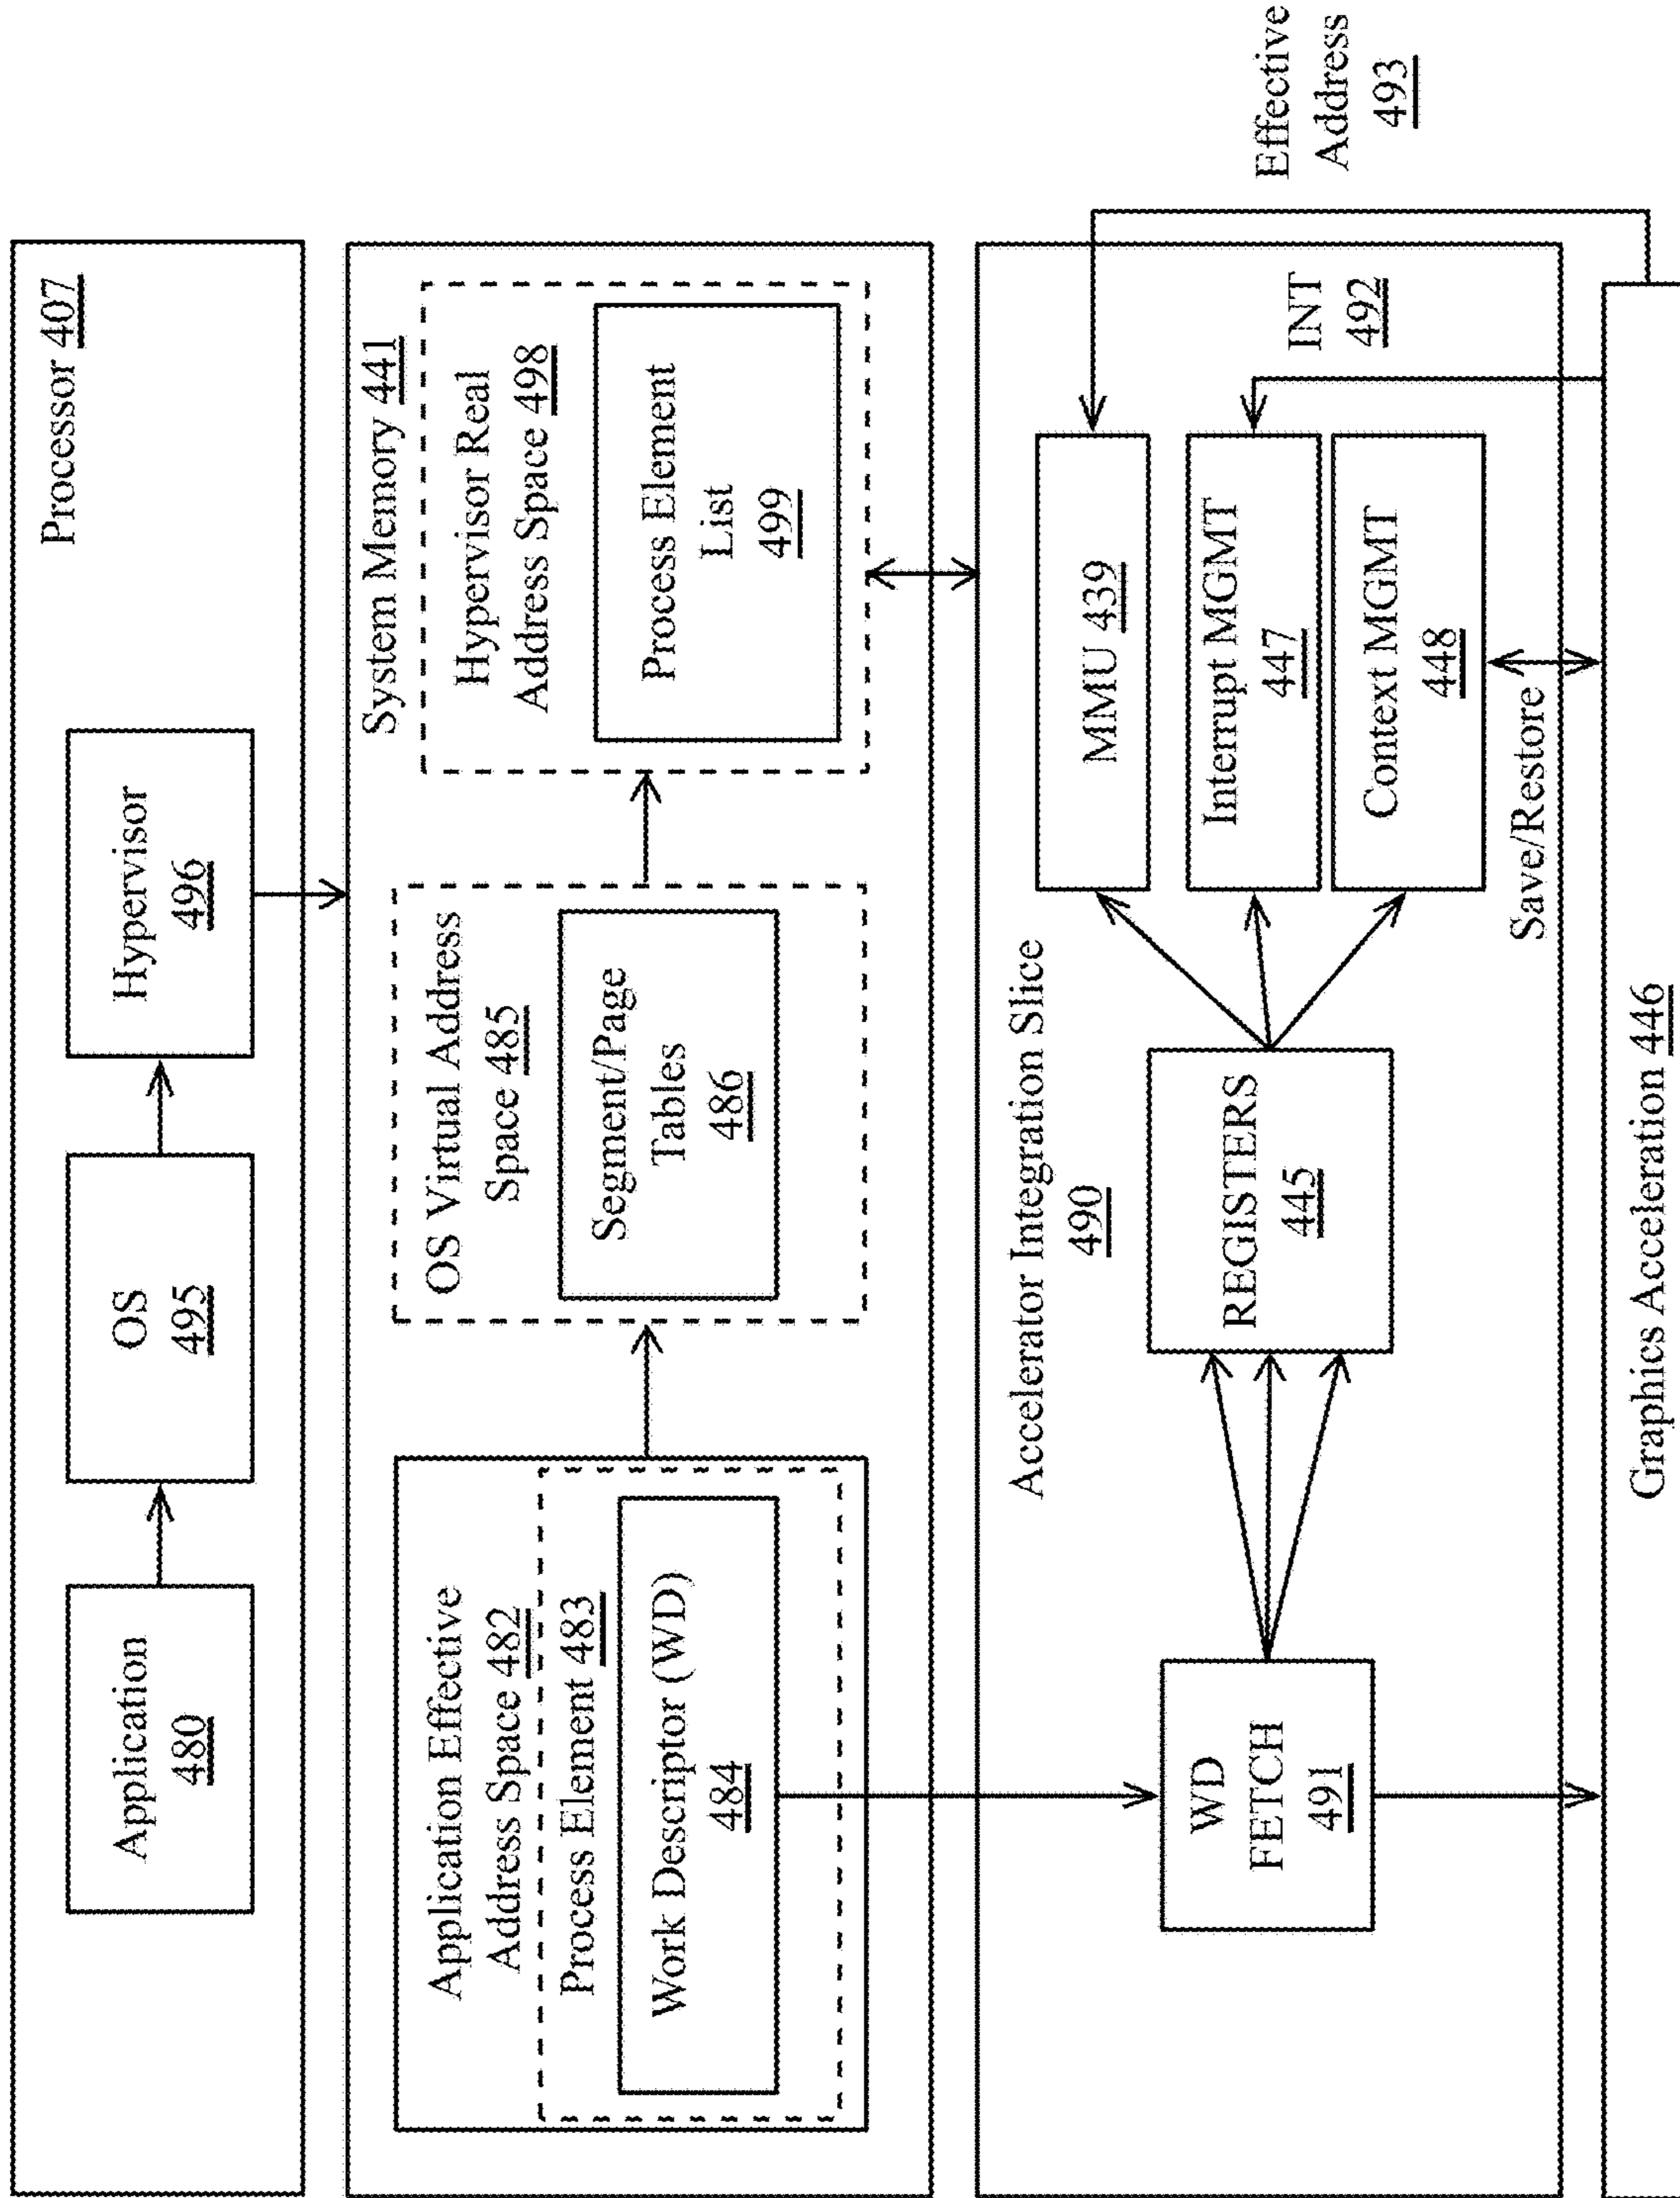 Processor 407
Application
480
OS
495
Hypervisor
496
System Memory 441
Application Effective
Address Space 482
Process Element 483
Work Descriptor (WD)
484
OS Virtual Address
Space 485
Segment/Page
Tables
486
Hypervisor Real
Address Space 498
Process Element
List
499
Accelerator Integration Slice
490
WD
FETCH
491
REGISTERS
445
MMU 439
Interrupt MGMT
447
Context MGMT
448
INT
492
Effective
Address
493
Save/Restore
Graphics Acceleration 446